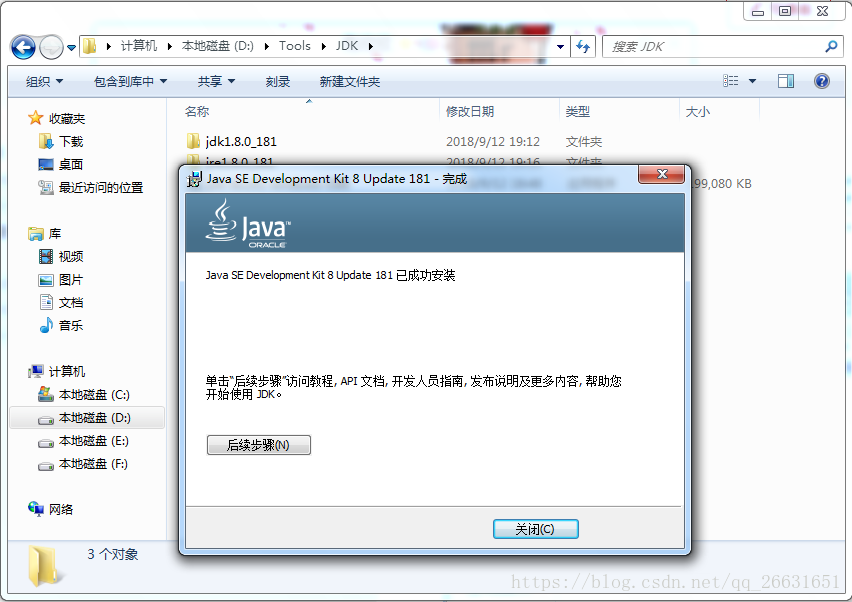 计算机 ▸ 本地磁盘 (D:) ▸ Tools ▸ JDK ▸
搜索 JDK
组织 包含到库中 共享 刻录 新建文件夹
收藏夹
下载
桌面
最近访问的位置
库
视频
图片
文档
音乐
计算机
本地磁盘 (C:)
本地磁盘 (D:)
本地磁盘 (E:)
本地磁盘 (F:)
网络
名称 修改日期 类型 大小
jdk1.8.0_181 2018/9/12 19:12 文件夹
jre1.8.0_181 2018/9/12 19:16 文件夹
99,080 KB
Java SE Development Kit 8 Update 181 - 完成
Java™
ORACLE
Java SE Development Kit 8 Update 181 已成功安装
单击“后续步骤”访问教程, API 文档, 开发人员指南, 发布说明及更多内容, 帮助您
开始使用 JDK。
后续步骤(N)
关闭(C)
3 个对象
https://blog.csdn.net/qq_26631651